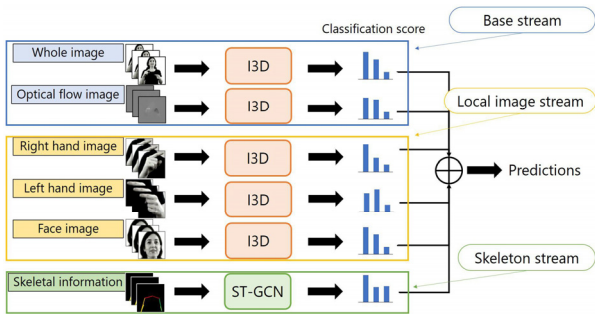 Classification score
Base stream
Whole image
I3D
Optical flow image
I3D
Local image stream
Right hand image
I3D
Predictions
Left hand image
I3D
Face image
I3D
Skeleton stream
Skeletal information
ST-GCN